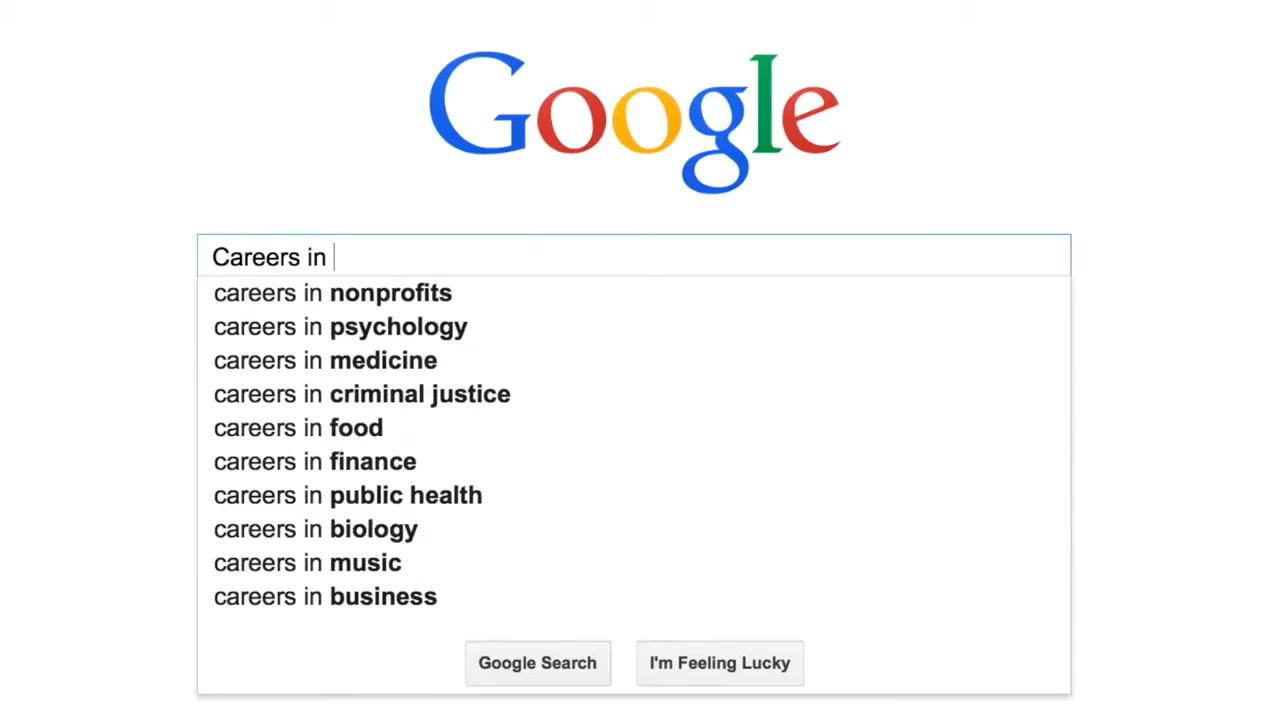 Google
Careers in
careers in nonprofits
careers in psychology
careers in medicine
careers in criminal justice
careers in food
careers in finance
careers in public health
careers in biology
careers in music
careers in business
Google Search
I'm Feeling Lucky